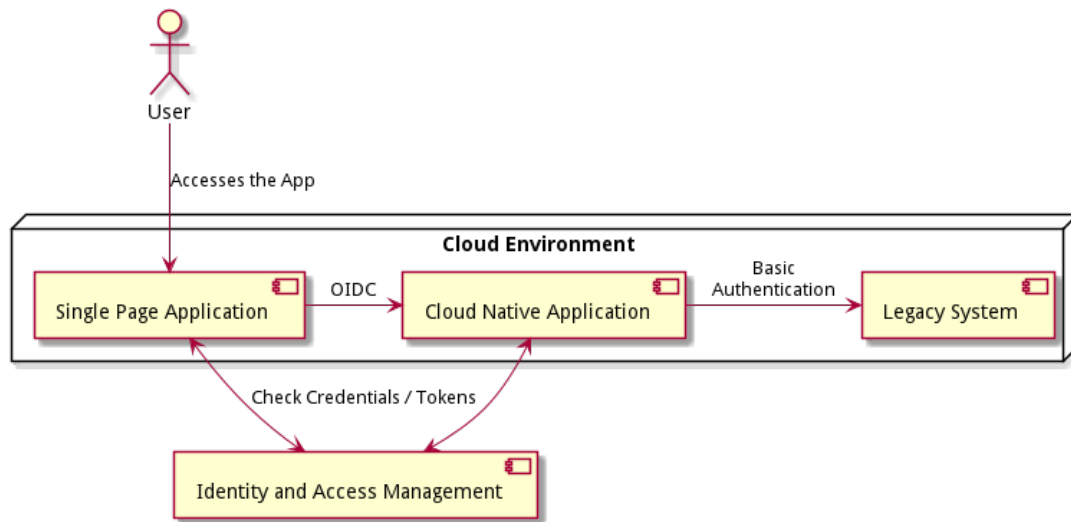 User
Accesses the App
Cloud Environment
Single Page Application
OIDC
Cloud Native Application
Basic
Authentication
Legacy System
Check Credentials / Tokens
Identity and Access Management